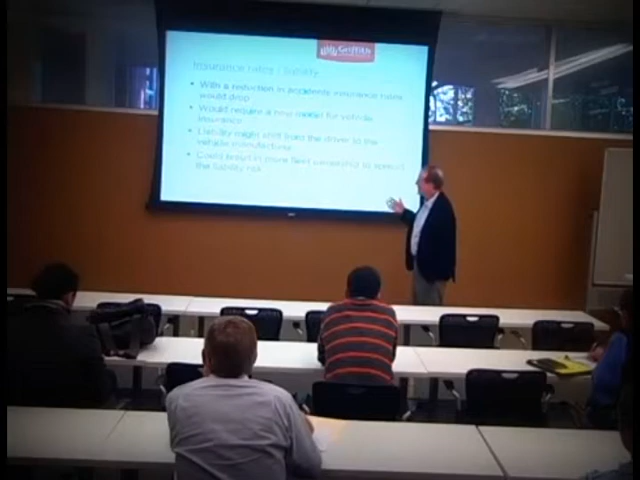 Griffith
Insurance rates / liability
• With a reduction in accidents insurance rates
would drop
• Would require a new market for vehicle
insurance
• Liability might shift from the driver to the
vehicle manufacturer
• Could result in more fleet ownership to spread
the liability risk